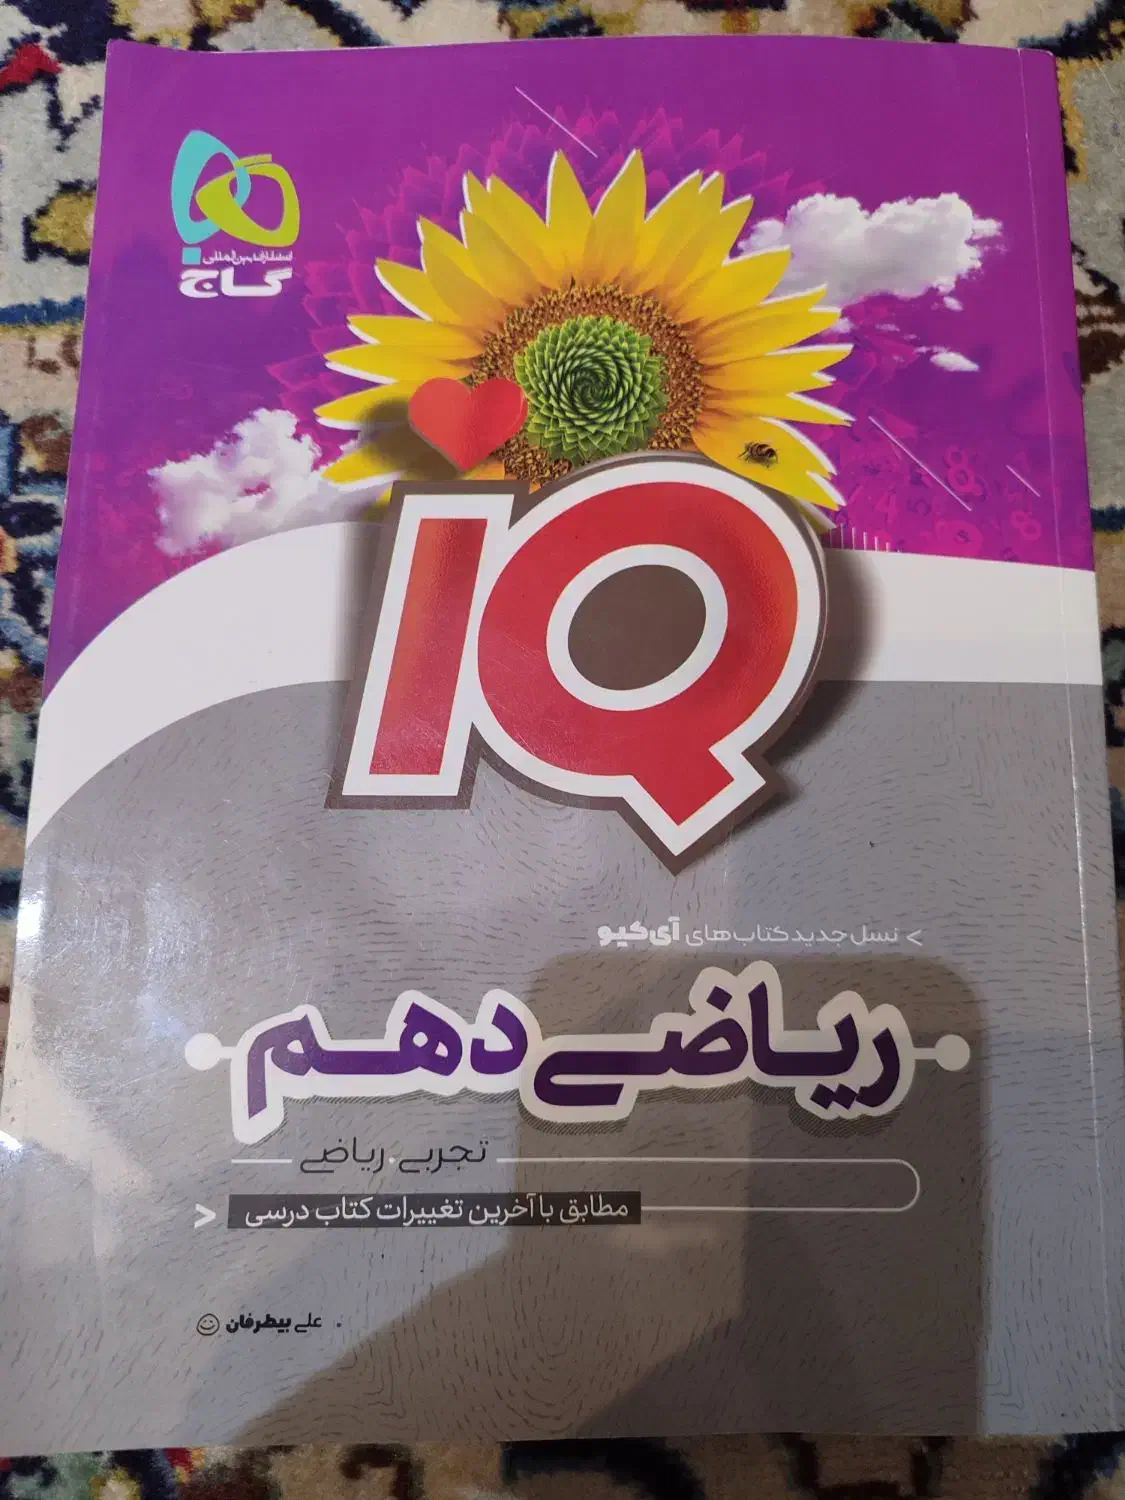 انتشارات بین‌المللی
گاج
IQ
> نسل جدید کتاب‌های آی‌کیو
ریاضی دهم
تجربی . ریاضی
مطابق با آخرین تغییرات کتاب درسی <
• علی بیطرفان